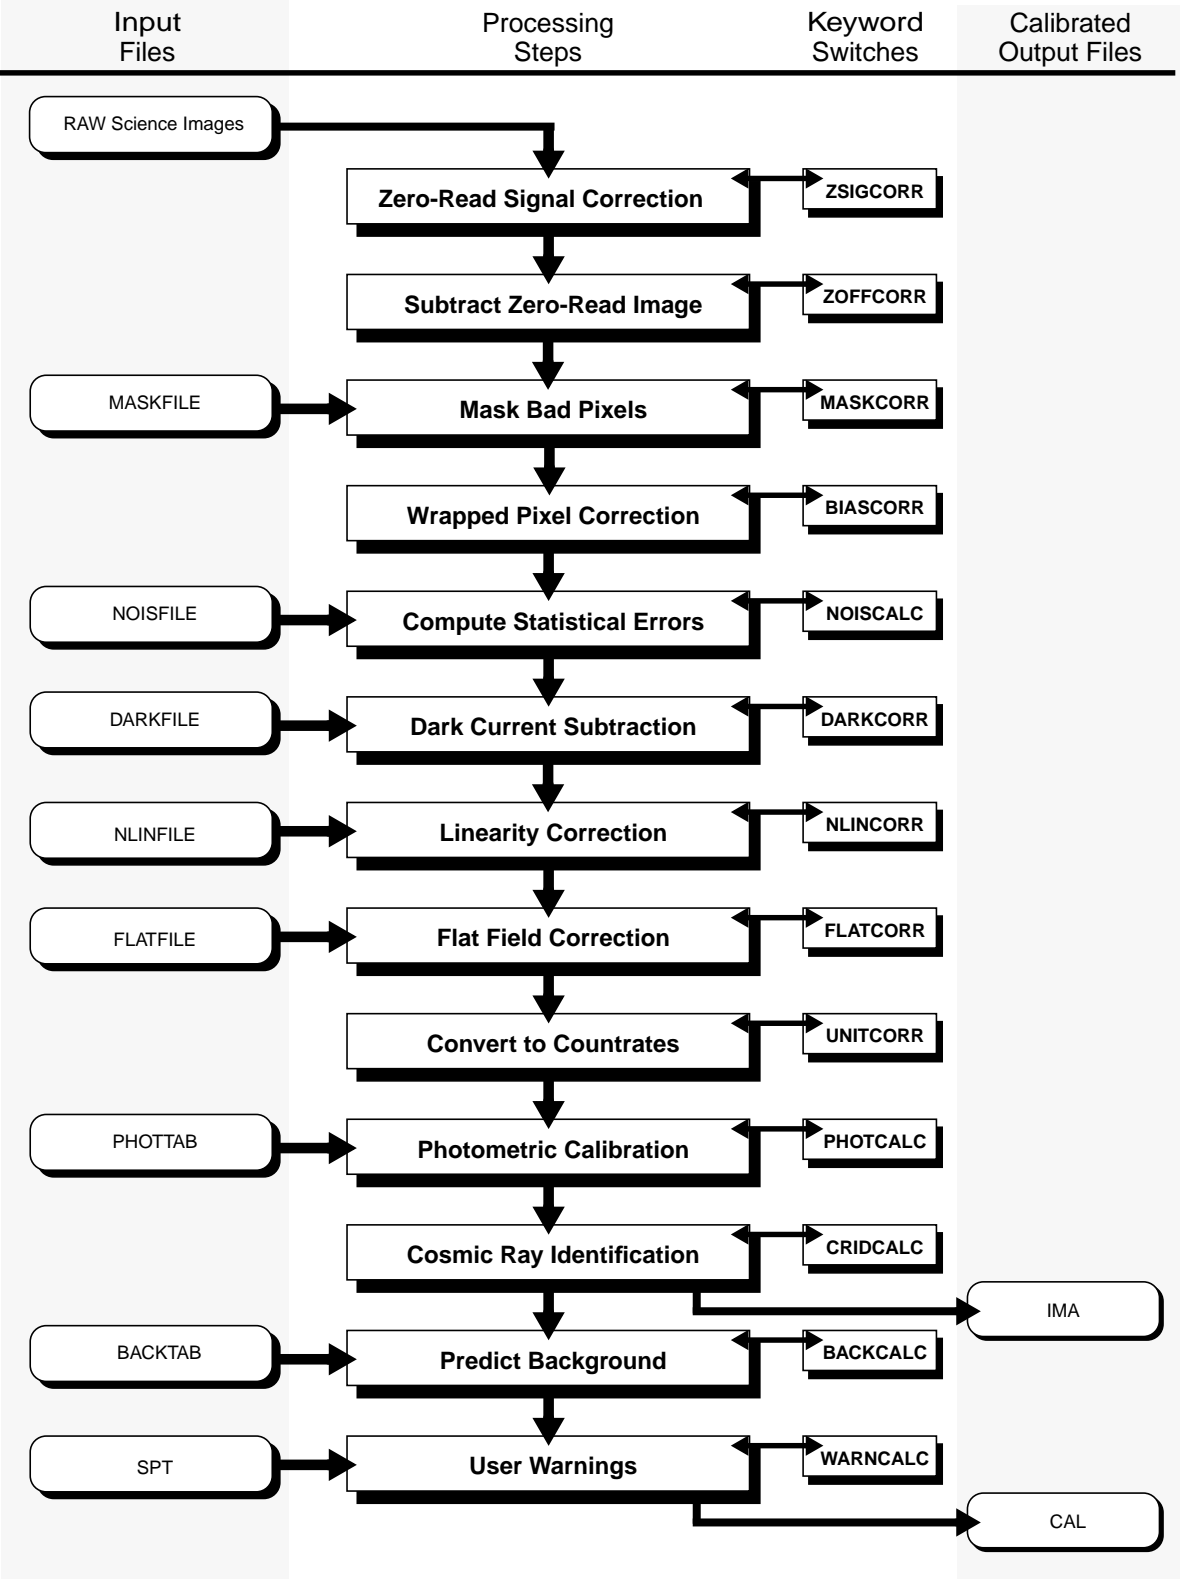 Input
Files
Processing
Steps
Keyword
Switches
Calibrated
Output Files
RAW Science Images
Zero-Read Signal Correction
ZSIGCORR
Subtract Zero-Read Image
ZOFFCORR
MASKFILE
Mask Bad Pixels
MASKCORR
Wrapped Pixel Correction
BIASCORR
NOISFILE
Compute Statistical Errors
NOISCALC
DARKFILE
Dark Current Subtraction
DARKCORR
NLINFILE
Linearity Correction
NLINCORR
FLATFILE
Flat Field Correction
FLATCORR
Convert to Countrates
UNITCORR
PHOTTAB
Photometric Calibration
PHOTCALC
Cosmic Ray Identification
CRIDCALC
IMA
BACKTAB
Predict Background
BACKCALC
SPT
User Warnings
WARNCALC
CAL